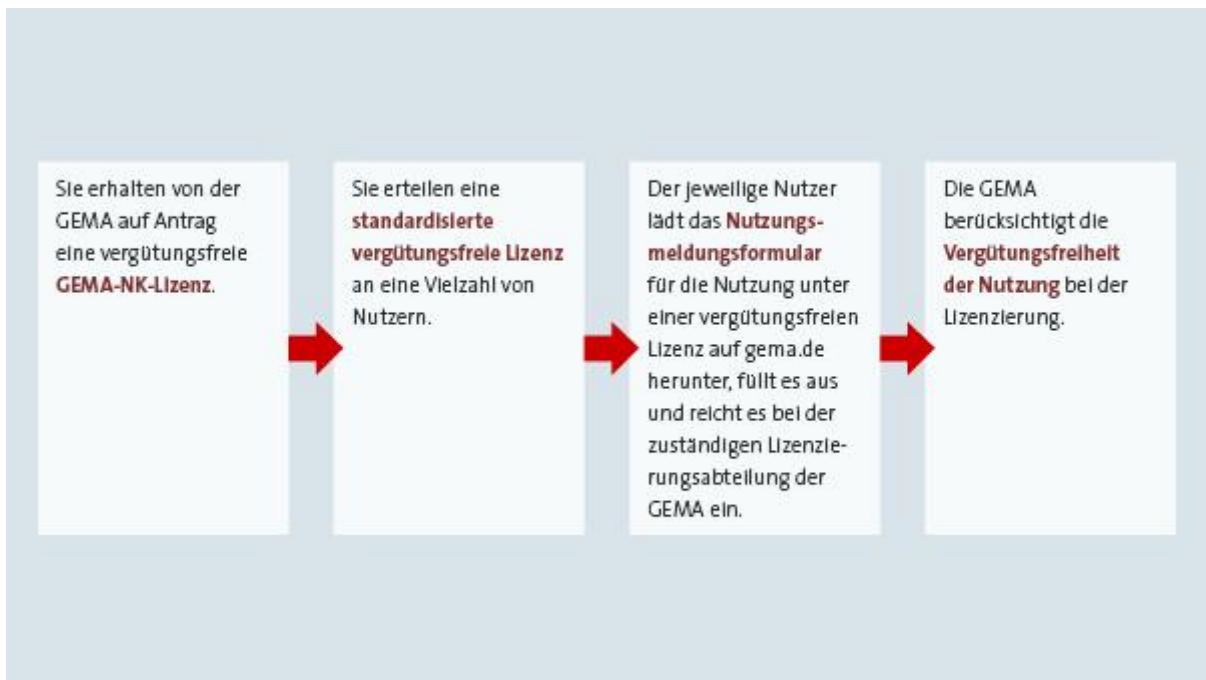 Sie erhalten von der
GEMA auf Antrag
eine vergütungsfreie
GEMA-NK-Lizenz.
Sie erteilen eine
standardisierte
vergütungsfreie Lizenz
an eine Vielzahl von
Nutzern.
Der jeweilige Nutzer
lädt das Nutzungs-
meldungsformular
für die Nutzung unter
einer vergütungsfreien
Lizenz auf gema.de
herunter, füllt es aus
und reicht es bei der
zuständigen Lizenzie-
rungsabteilung der
GEMA ein.
Die GEMA
berücksichtigt die
Vergütungsfreiheit
der Nutzung bei der
Lizenzierung.